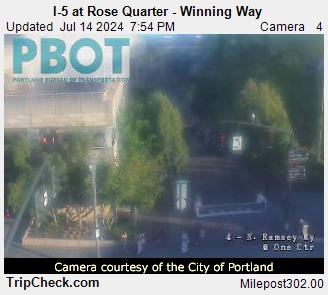 I-5 at Rose Quarter - Winning Way
Updated Jul 14 2024 7:54 PM Camera 4
PBOT
PORTLAND BUREAU OF TRANSPORTATION
5
4 - N. Ramsey Wy
@ One Ctr
Camera courtesy of the City of Portland
TripCheck.com Milepost302.00